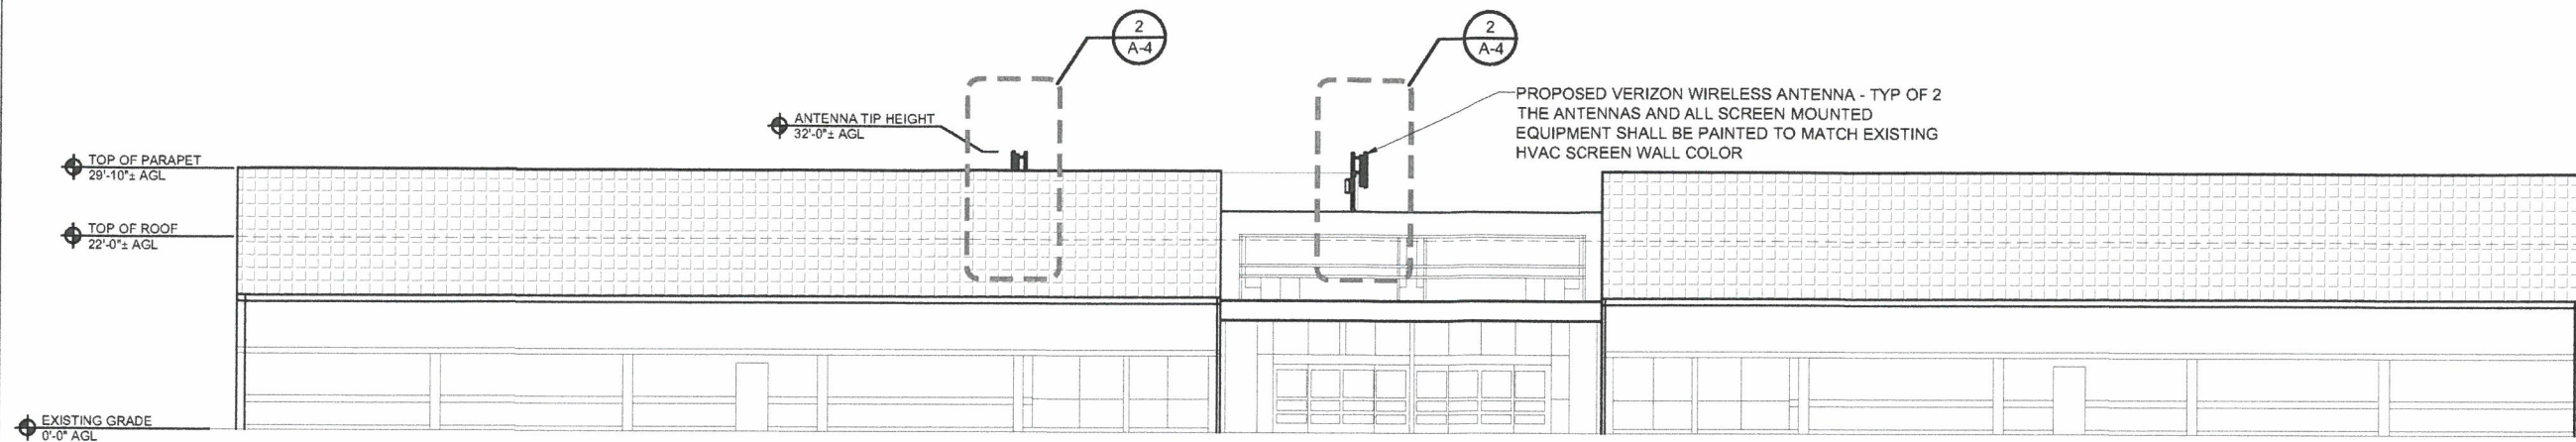 2
A-4
2
A-4
PROPOSED VERIZON WIRELESS ANTENNA - TYP OF 2
THE ANTENNAS AND ALL SCREEN MOUNTED
EQUIPMENT SHALL BE PAINTED TO MATCH EXISTING
HVAC SCREEN WALL COLOR
ANTENNA TIP HEIGHT
32'-0"± AGL
TOP OF PARAPET
29'-10"± AGL
TOP OF ROOF
22'-0"± AGL
EXISTING GRADE
0'-0" AGL